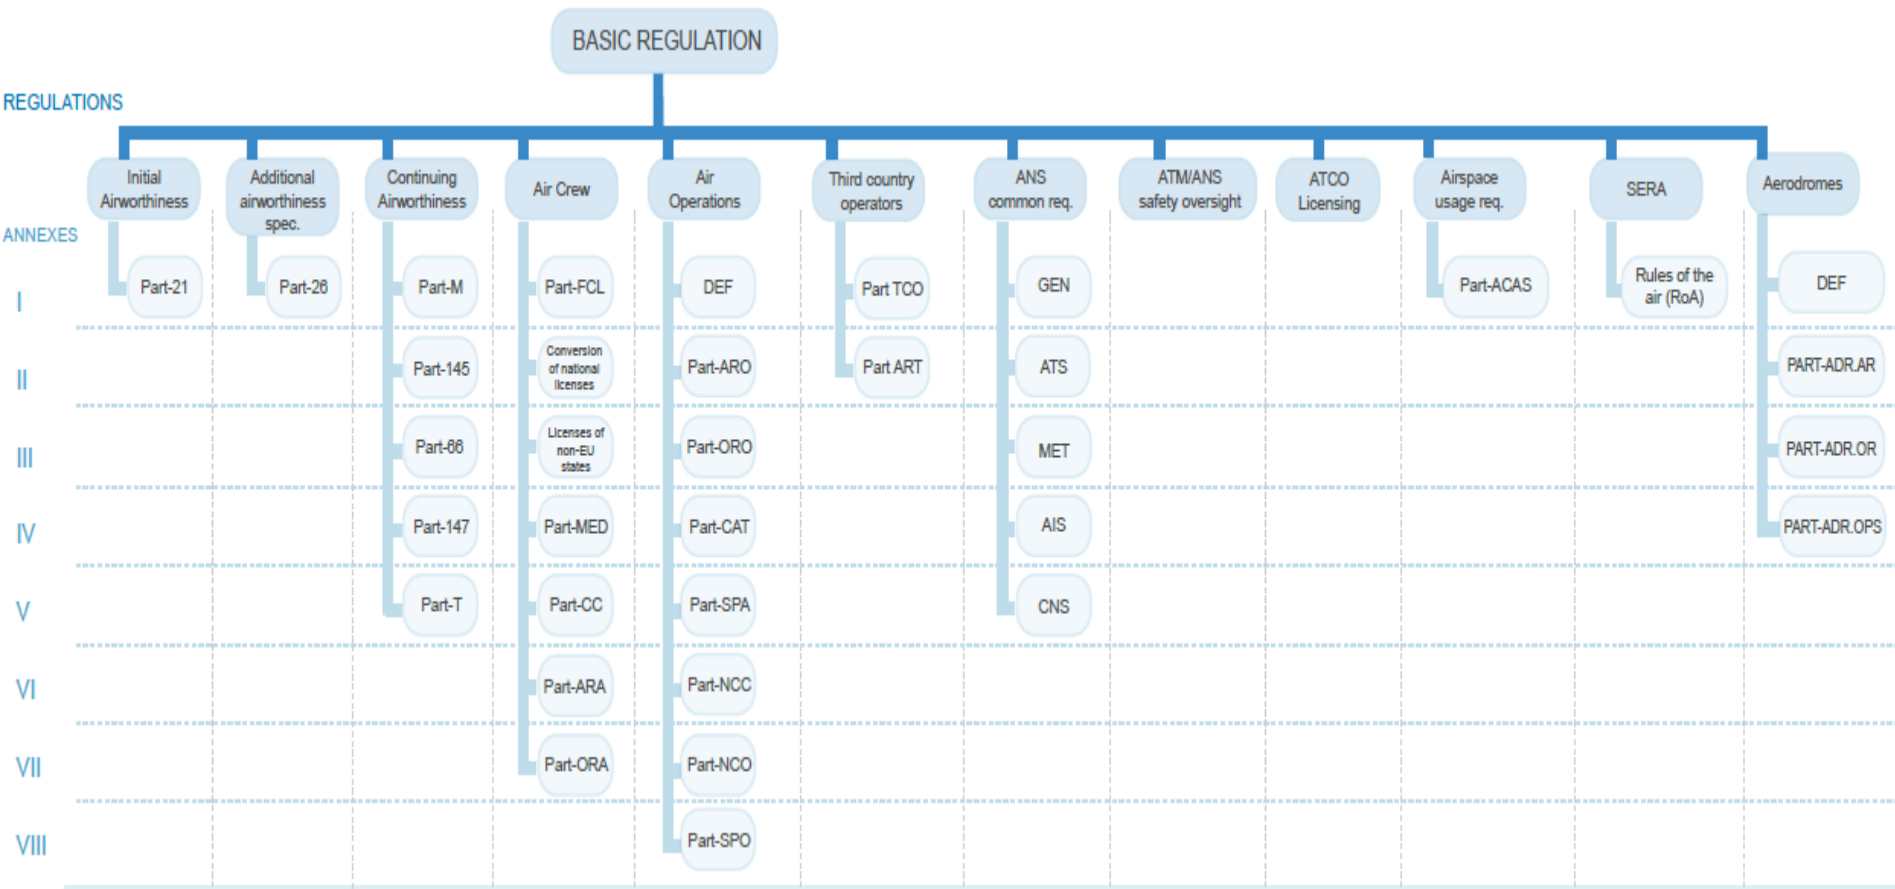 BASIC REGULATION
REGULATIONS
Initial
Airworthiness
Additional
airworthiness
spec.
Continuing
Airworthiness
Air Crew
Air
Operations
Third country
operators
ANS
common req.
ATM/ANS
safety oversight
ATCO
Licensing
Airspace
usage req.
SERA
Aerodromes
ANNEXES
I
Part-21
Part-26
Part-M
Part-FCL
DEF
Part TCO
GEN
Part-ACAS
Rules of the
air (RoA)
DEF
II
Part-145
Conversion
of national
licenses
Part-ARO
Part ART
ATS
PART-ADR.AR
III
Part-66
Licenses of
non-EU
states
Part-ORO
MET
PART-ADR.OR
IV
Part-147
Part-MED
Part-CAT
AIS
PART-ADR.OPS
V
Part-T
Part-CC
Part-SPA
CNS
VI
Part-ARA
Part-NCC
VII
Part-ORA
Part-NCO
VIII
Part-SPO